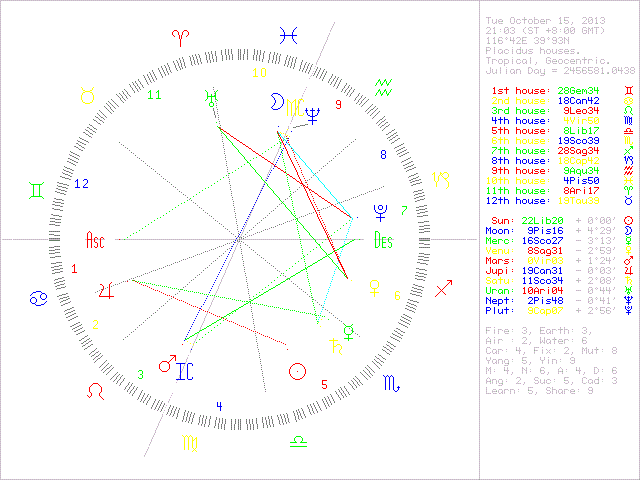 Tue October 15, 2013
21:03 (ST +8:00 GMT)
116°42E 39°93N
Placidus houses.
Tropical, Geocentric.
Julian Day = 2456581.0438
1st house: 28Gem34
2nd house: 18Can42
3rd house: 9Leo34
4th house: 4Vir50
5th house: 8Lib17
6th house: 19Sco39
7th house: 28Sag34
8th house: 18Cap42
9th house: 9Aqu34
10th house: 4Pis50
11th house: 8Ari17
12th house: 19Tau39
Sun: 22Lib20 + 0°00'
Moon: 9Pis16 + 4°29'
Merc: 16Sco27 - 3°13'
Venu: 8Sag31 - 2°59'
Mars: 0Vir03
Jupi: 19Can31 - 0°03'
Satu: 11Sco34 + 2°08'
Uran: 10Ari04 - 0°44'
Nept: 2Pis48 - 0°41'
Plut: 9Cap07 + 2°56'
Fire: 3, Earth: 3,
Air : 2, Water: 6
Car: 4, Fix: 2, Mut: 8
Yang: 5, Yin: 9
M: 4, N: 6, A: 4, D: 6
Ang: 2, Suc: 5, Cad: 3
Learn: 5, Share: 9
10
11
MC
9
8
12
7
Asc
Des
1
6
2
IC
3
5
4